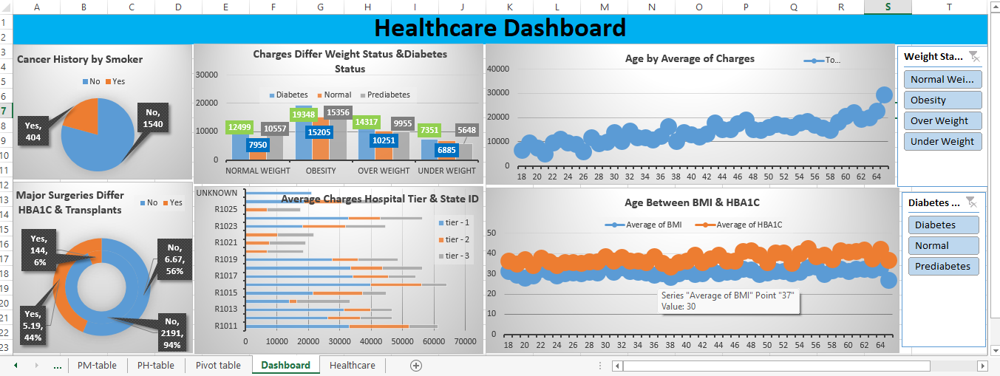 A B C D E F G H I J K L M N O P Q R S T
1
2
3
4
5
6
7
8
9
10
11
12
13
14
15
16
17
18
19
20
21
22
23
Healthcare Dashboard
Cancer History by Smoker
No Yes
No,
1540
Yes,
404
Charges Differ Weight Status &Diabetes
Status
Diabetes Normal Prediabetes
30000
20000
10000
0
12499
7950
10557
19348
15205
15356
14317
10251
9955
7351
6885
5648
NORMAL WEIGHT OBESITY OVER WEIGHT UNDER WEIGHT
Age by Average of Charges
To...
40000
30000
20000
10000
0
18 20 22 24 26 28 30 32 34 36 38 40 42 44 46 48 50 52 54 56 58 60 62 64
Weight Sta...
Normal Wei...
Obesity
Over Weight
Under Weight
Major Surgeries Differ
HBA1C & Transplants
No Yes
Yes,
144,
6%
No,
6.67,
56%
Yes,
5.19,
44%
No,
2191,
94%
Average Charges Hospital Tier & State ID
UNKNOWN
R1025
R1023
R1021
R1019
R1017
R1015
R1013
R1011
tier - 1
tier - 2
tier - 3
0 10000 20000 30000 40000 50000 60000 70000
Age Between BMI & HBA1C
Average of BMI Average of HBA1C
50
40
30
20
10
0
Series "Average of BMI" Point "37"
Value: 30
18 20 22 24 26 28 30 32 34 36 38 40 42 44 46 48 50 52 54 56 58 60 62 64
Diabetes ...
Diabetes
Normal
Prediabetes
... PM-table PH-table Pivot table Dashboard Healthcare